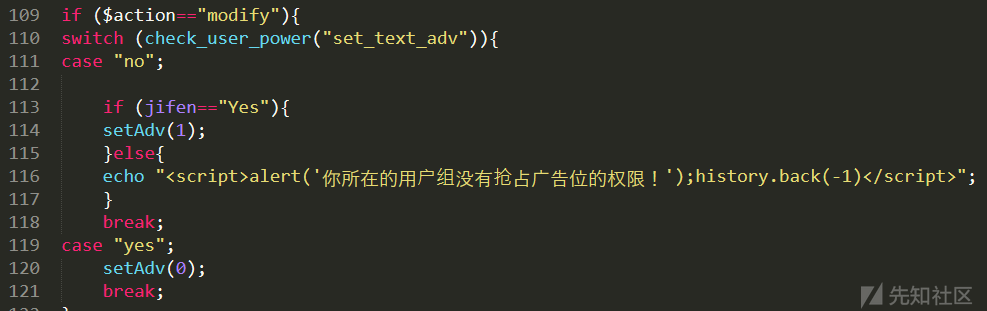 109 if ($action=="modify"){
110 switch (check_user_power("set_text_adv")){
111 case "no";
112
113 if (jifen=="Yes"){
114 setAdv(1);
115 }else{
116 echo "<script>alert('你所在的用户组没有抢占广告位的权限！');history.back(-1)</script>";
117 }
118 break;
119 case "yes";
120 setAdv(0);
121 break;
先知社区